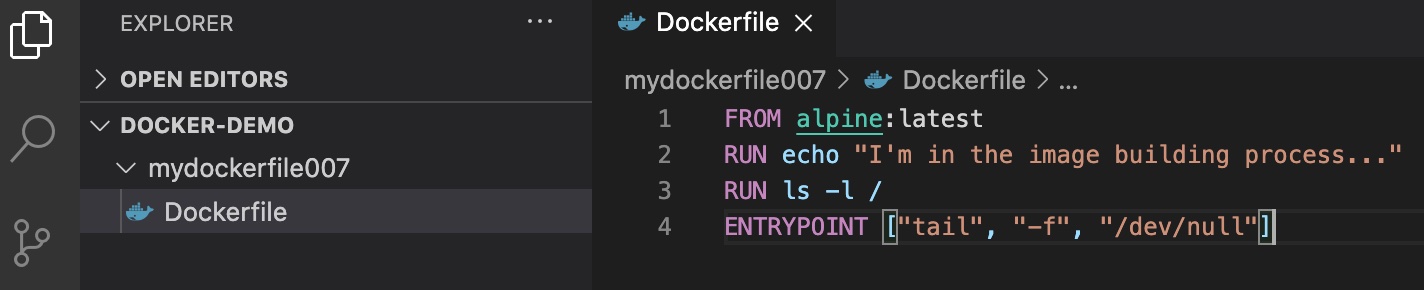 EXPLORER ...
OPEN EDITORS
DOCKER-DEMO
mydockerfile007
Dockerfile
Dockerfile
mydockerfile007 > Dockerfile > ...
1 FROM alpine:latest
2 RUN echo "I'm in the image building process..."
3 RUN ls -l /
4 ENTRYPOINT ["tail", "-f", "/dev/null"]